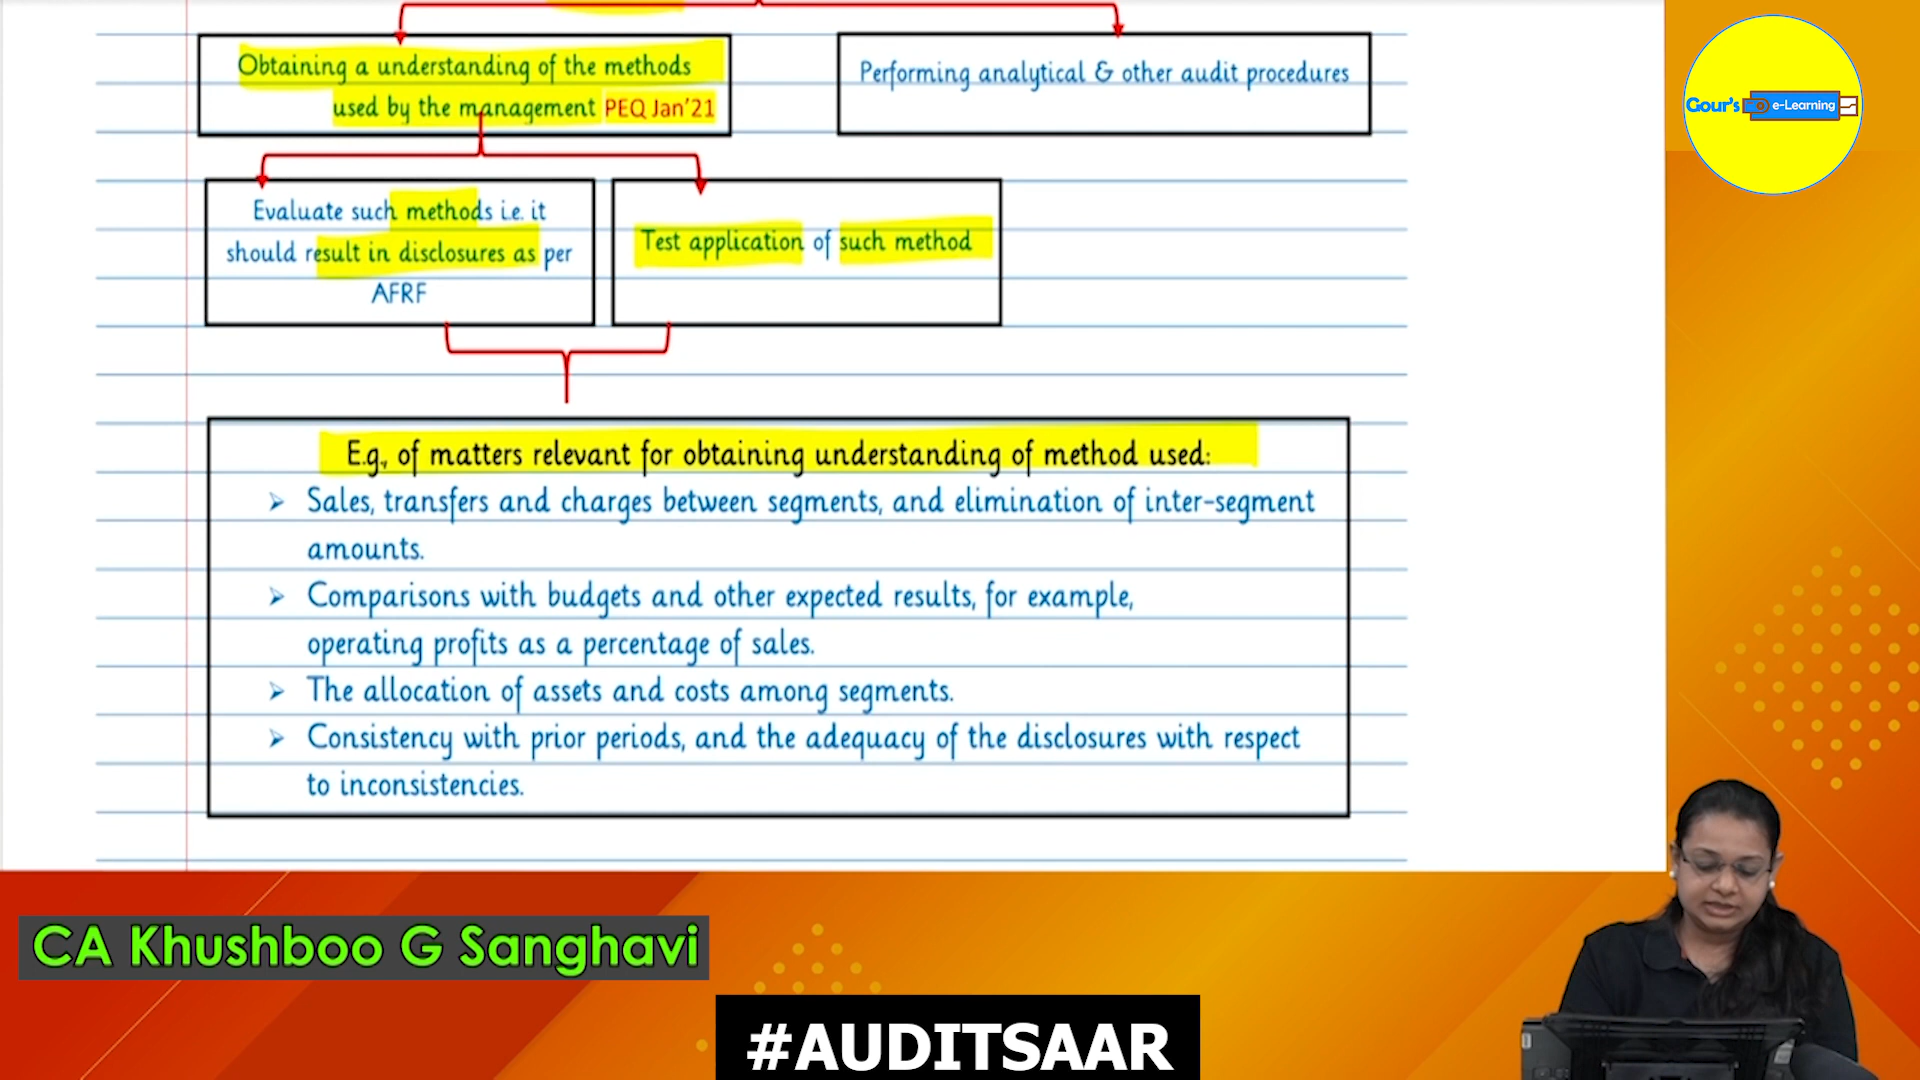 Obtaining a understanding of the methods
used by the management PEQ Jan'21
Performing analytical & other audit procedures
Evaluate such methods i.e. it
should result in disclosures as per
AFRF
Test application of such method
E.g., of matters relevant for obtaining understanding of method used:
➢ Sales, transfers and charges between segments, and elimination of inter-segment
amounts.
➢ Comparisons with budgets and other expected results, for example,
operating profits as a percentage of sales.
➢ The allocation of assets and costs among segments.
➢ Consistency with prior periods, and the adequacy of the disclosures with respect
to inconsistencies.
Gour's e-Learning
CA Khushboo G Sanghavi
#AUDITSAAR